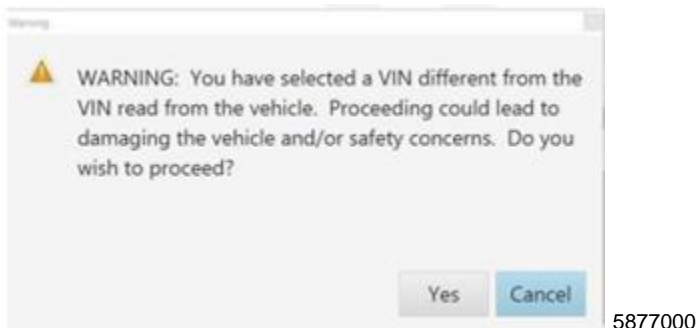 Warning
WARNING: You have selected a VIN different from the
VIN read from the vehicle. Proceeding could lead to
damaging the vehicle and/or safety concerns. Do you
wish to proceed?
Yes Cancel
5877000